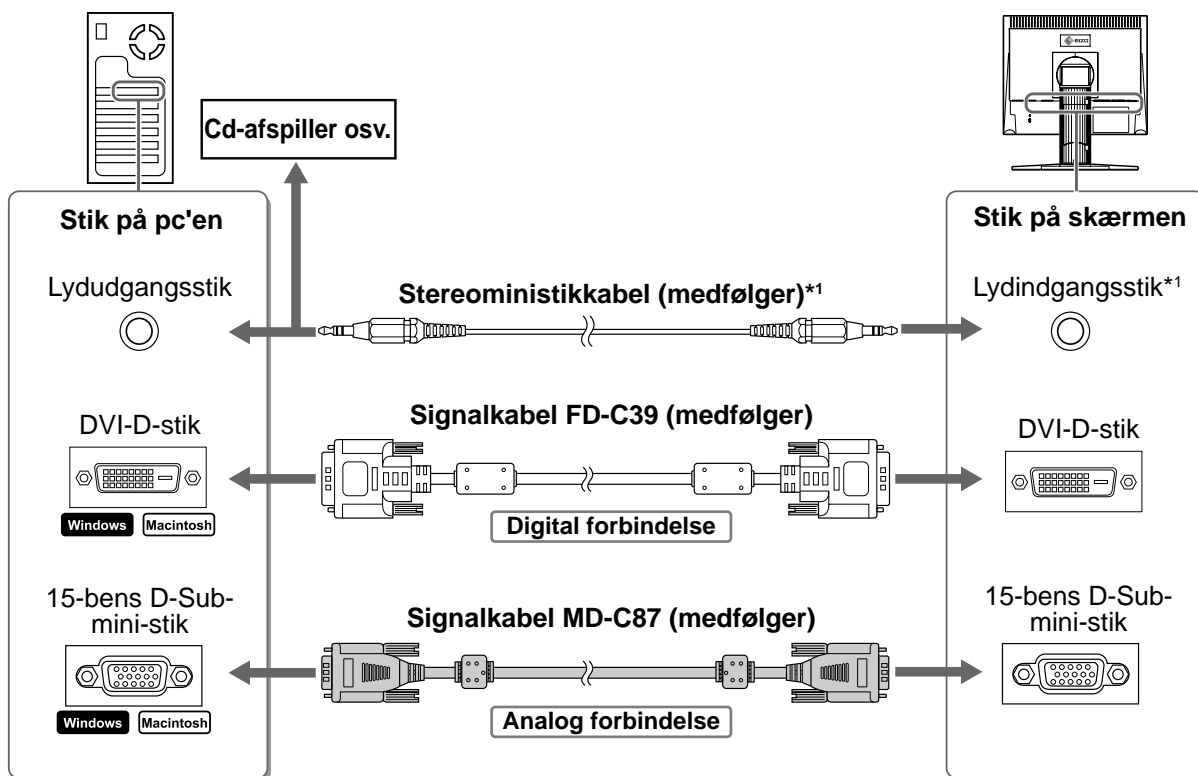 EIZO
Cd-afspiller osv.
Stik på pc'en
Stik på skærmen
Lydudgangsstik
Stereoministikkabel (medfølger)*1
Lydindgangsstik*1
DVI-D-stik
Signalkabel FD-C39 (medfølger)
DVI-D-stik
Windows Macintosh
Digital forbindelse
15-bens D-Sub-
mini-stik
Signalkabel MD-C87 (medfølger)
15-bens D-Sub-
mini-stik
Windows Macintosh
Analog forbindelse